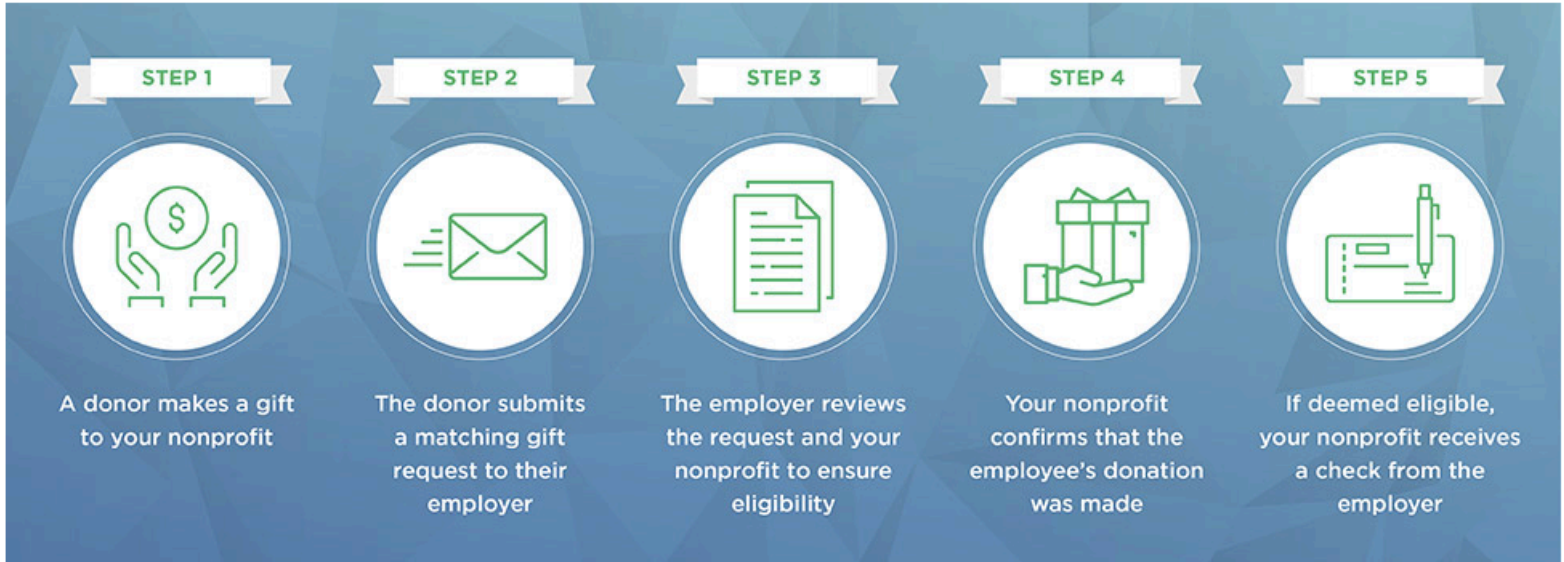 STEP 1
A donor makes a gift
to your nonprofit
STEP 2
The donor submits
a matching gift
request to their
employer
STEP 3
The employer reviews
the request and your
nonprofit to ensure
eligibility
STEP 4
Your nonprofit
confirms that the
employee's donation
was made
STEP 5
If deemed eligible,
your nonprofit receives
a check from the
employer